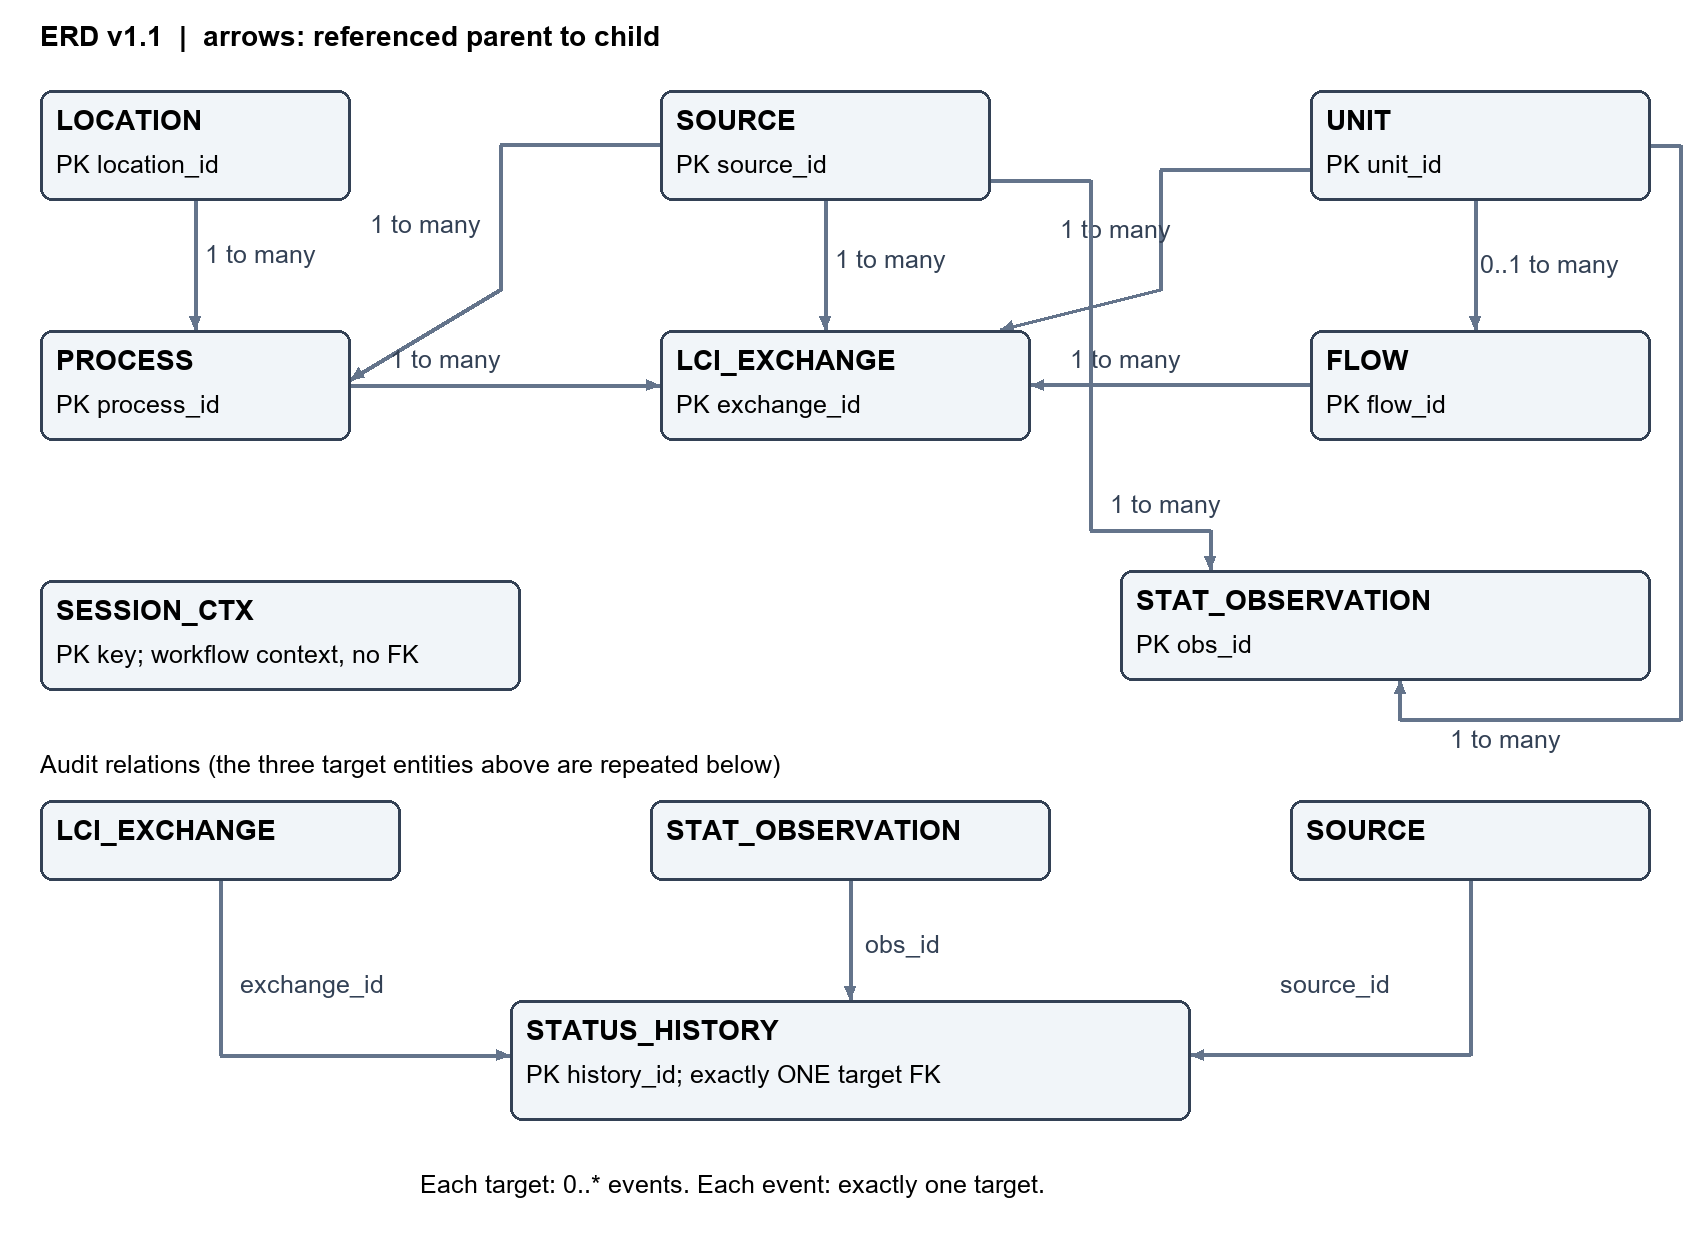 ERD v1.1 | arrows: referenced parent to child
LOCATION
PK location_id
SOURCE
PK source_id
UNIT
PK unit_id
1 to many
1 to many
1 to many
1 to many
0..1 to many
PROCESS
PK process_id
1 to many
LCI_EXCHANGE
PK exchange_id
1 to many
FLOW
PK flow_id
1 to many
SESSION_CTX
PK key; workflow context, no FK
STAT_OBSERVATION
PK obs_id
1 to many
Audit relations (the three target entities above are repeated below)
LCI_EXCHANGE
STAT_OBSERVATION
SOURCE
exchange_id
obs_id
source_id
STATUS_HISTORY
PK history_id; exactly ONE target FK
Each target: 0..* events. Each event: exactly one target.